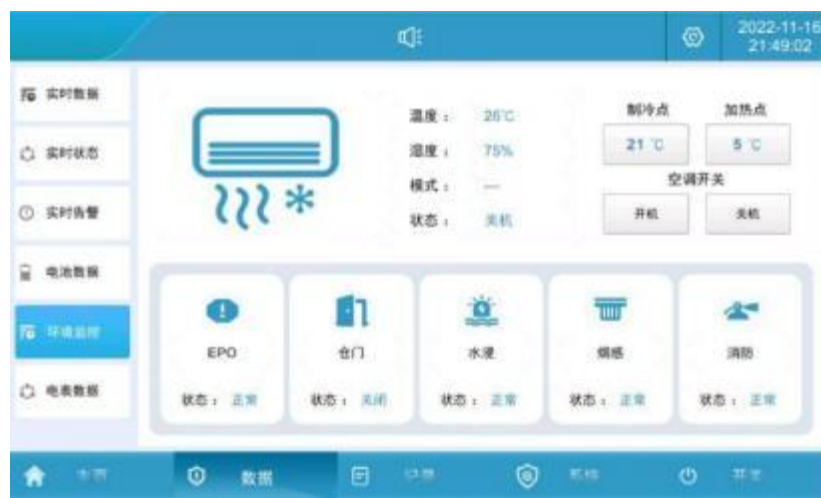 2022-11-16
21:49:02
实时数据
实时状态
实时告警
电池数据
环境监控
电表数据
温度： 26℃
湿度： 75%
模式： —
状态： 关机
制冷点 加热点
21 ℃ 5 ℃
空调开关
开机 关机
EPO 仓门 水浸 烟感 消防
状态： 正常 状态： 关闭 状态： 正常 状态： 正常 状态： 正常
数据